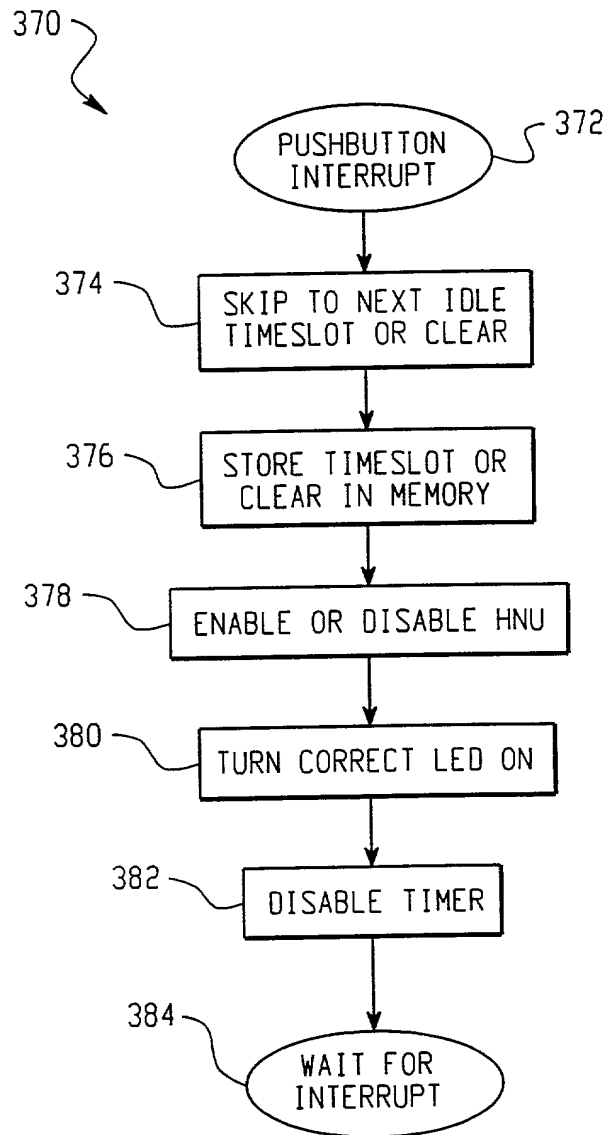 370
372
PUSHBUTTON
INTERRUPT
374
SKIP TO NEXT IDLE
TIMESLOT OR CLEAR
376
STORE TIMESLOT OR
CLEAR IN MEMORY
378
ENABLE OR DISABLE HNU
380
TURN CORRECT LED ON
382
DISABLE TIMER
384
WAIT FOR
INTERRUPT